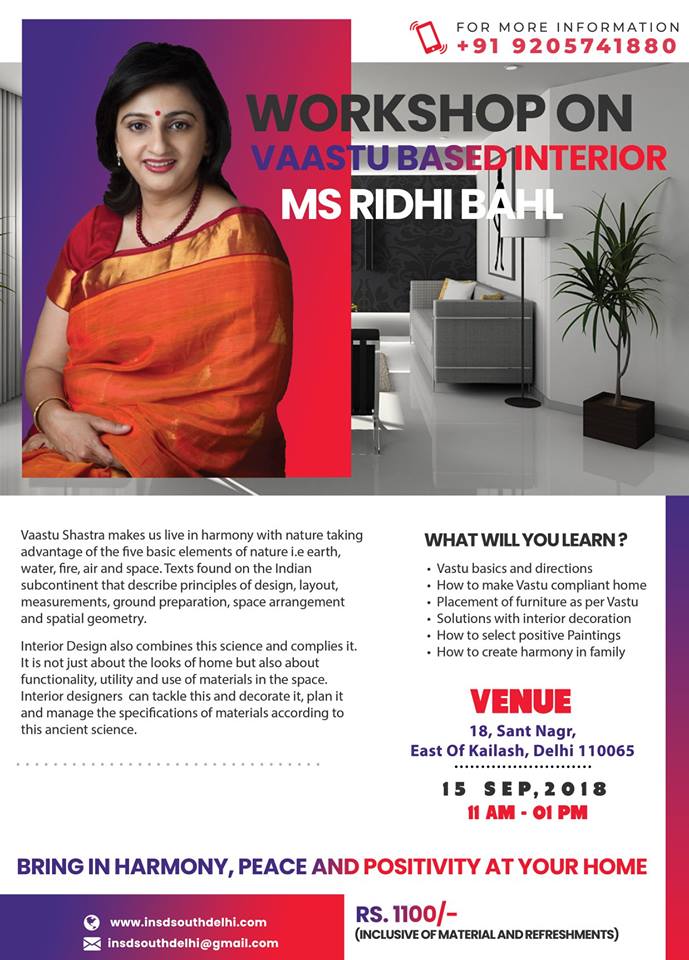 FOR MORE INFORMATION
+91 9205741880
WORKSHOP ON
VAASTU BASED INTERIOR
MS RIDHI BAHL
Vaastu Shastra makes us live in harmony with nature taking
advantage of the five basic elements of nature i.e earth,
water, fire, air and space. Texts found on the Indian
subcontinent that describe principles of design, layout,
measurements, ground preparation, space arrangement
and spatial geometry.
Interior Design also combines this science and complies it.
It is not just about the looks of home but also about
functionality, utility and use of materials in the space.
Interior designers can tackle this and decorate it, plan it
and manage the specifications of materials according to
this ancient science.
WHAT WILL YOU LEARN ?
• Vastu basics and directions
• How to make Vastu compliant home
• Placement of furniture as per Vastu
• Solutions with interior decoration
• How to select positive Paintings
• How to create harmony in family
VENUE
18, Sant Nagr,
East Of Kailash, Delhi 110065
15 SEP, 2018
11 AM - 01 PM
BRING IN HARMONY, PEACE AND POSITIVITY AT YOUR HOME
www.insdsouthdelhi.com
insdsouthdelhi@gmail.com
RS. 1100/-
(INCLUSIVE OF MATERIAL AND REFRESHMENTS)